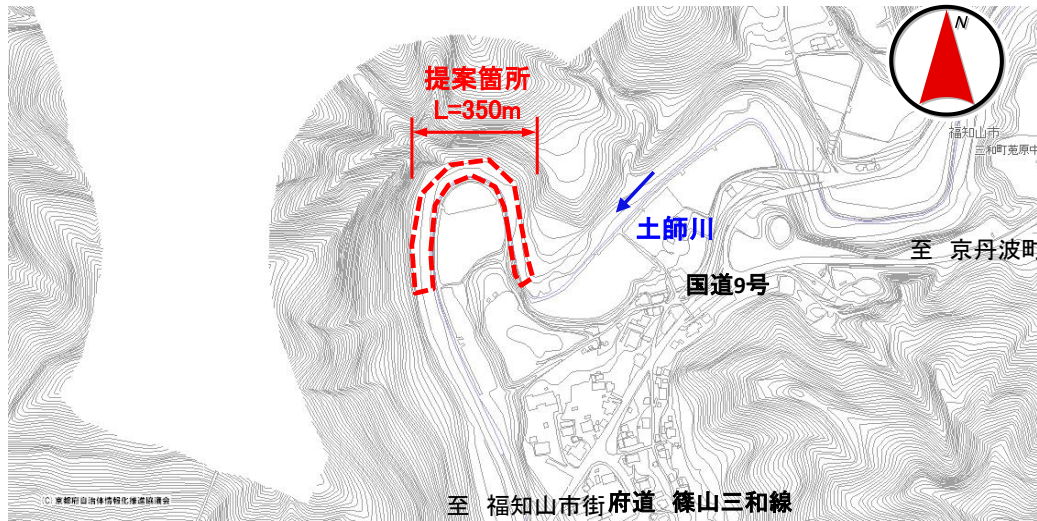 N
提案箇所
L=350m
福知山市
三和町菟原中
土師川
至 京丹波町
国道9号
(C) 京都府自治体情報化推進協議会
至 福知山市街
府道 篠山三和線